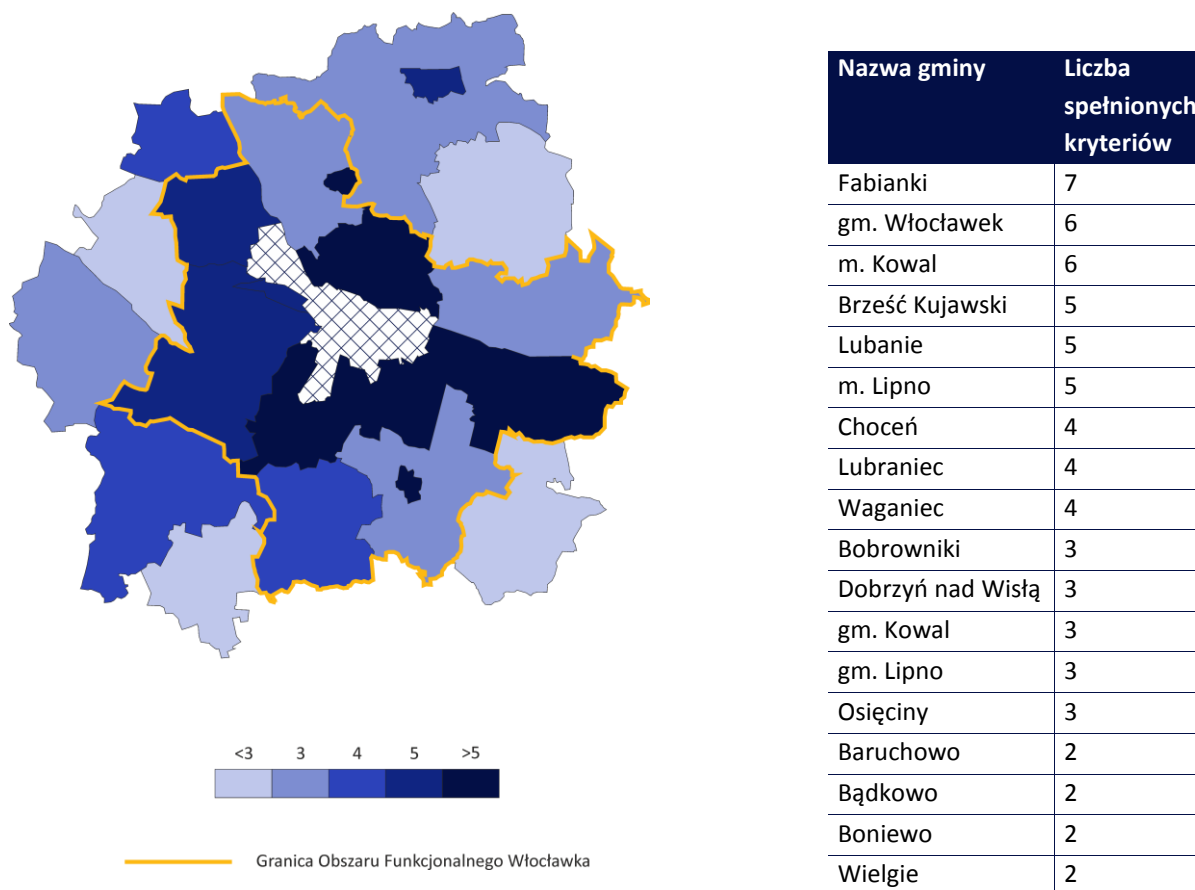 Nazwa gminy Liczba
spełnionych
kryteriów
Fabianki 7
gm. Włocławek 6
m. Kowal 6
Brześć Kujawski 5
Lubanie 5
m. Lipno 5
Choceń 4
Lubraniec 4
Waganiec 4
Bobrowniki 3
Dobrzyń nad Wisłą 3
gm. Kowal 3
gm. Lipno 3
Osięciny 3
Baruchowo 2
Bądkowo 2
Boniewo 2
Wielgie 2
<3 3 4 5 >5
Granica Obszaru Funkcjonalnego Włocławka